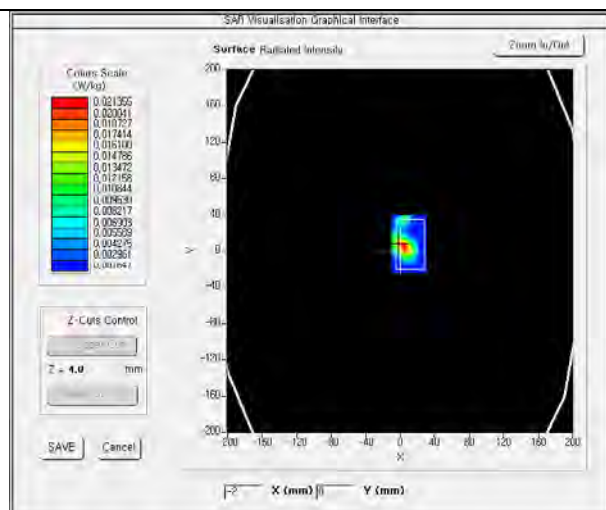 SAR Visualisation Graphical Interface
Surface Radiated Intensity
Zoom In/Out
Colors Scale
(W/kg)
0.021355
0.020041
0.018727
0.017414
0.016100
0.014786
0.013472
0.012158
0.010844
0.009530
0.008217
0.006903
0.005589
0.004275
0.002961
0.001647
200
160
120
80
40
0
-40
-80
-120
-160
-200
Y
200 160 120 -80 -40 0 40 80 120 160 200
X
Z-Cuts Control
Z = 4.0 mm
SAVE Cancel
X (mm) Y (mm)